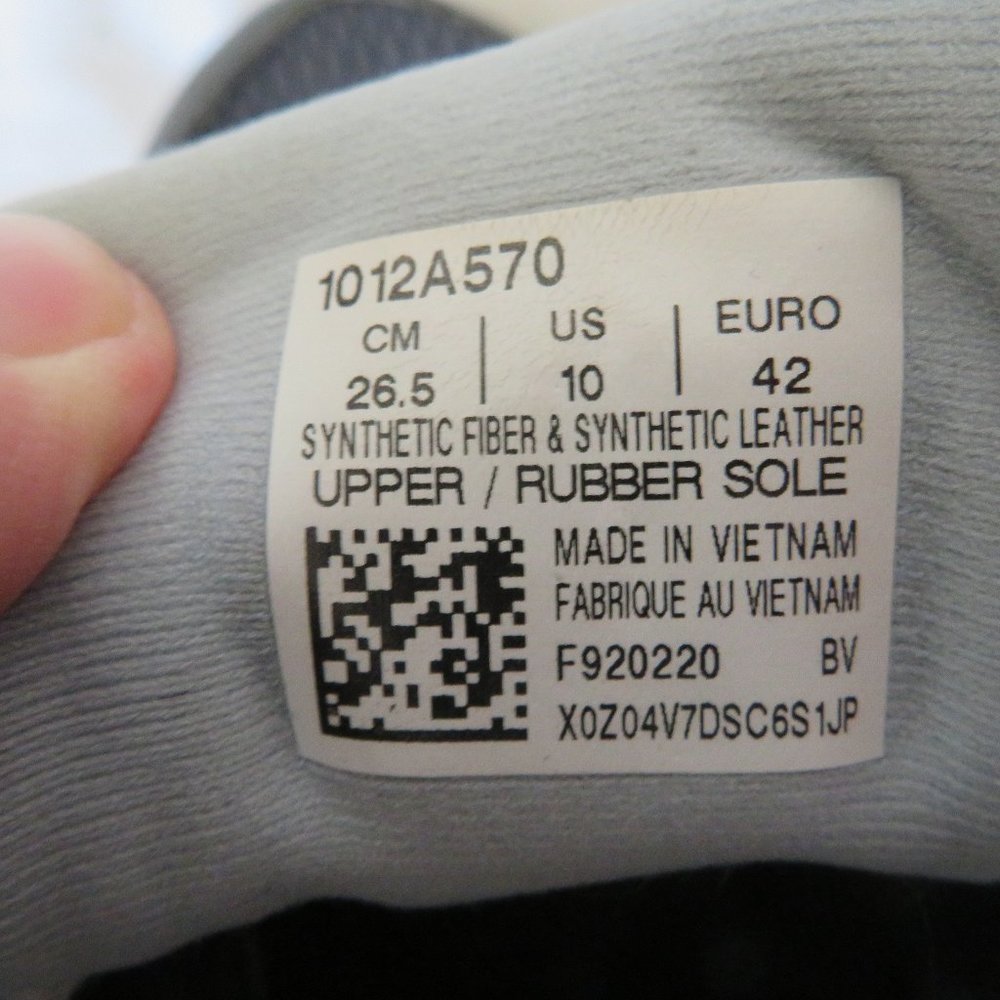 1012A570
CM | US | EURO
26.5 | 10 | 42
SYNTHETIC FIBER & SYNTHETIC LEATHER
UPPER / RUBBER SOLE
MADE IN VIETNAM
FABRIQUE AU VIETNAM
F920220 BV
X0Z04V7DSC6S1JP